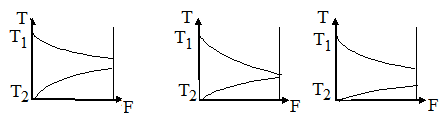 T T T
T₁ T₁ T₁
T₂ T₂ T₂
F F F